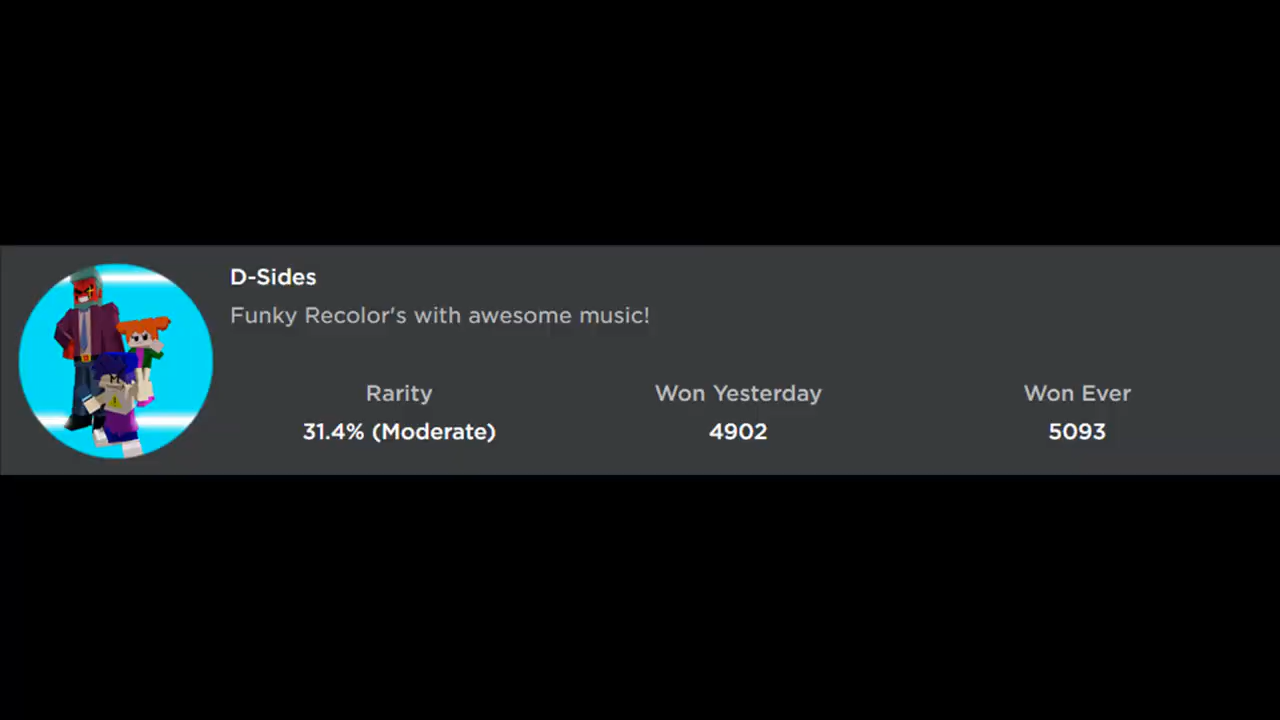 D-Sides
Funky Recolor's with awesome music!
Rarity
Won Yesterday
Won Ever
31.4% (Moderate)
4902
5093